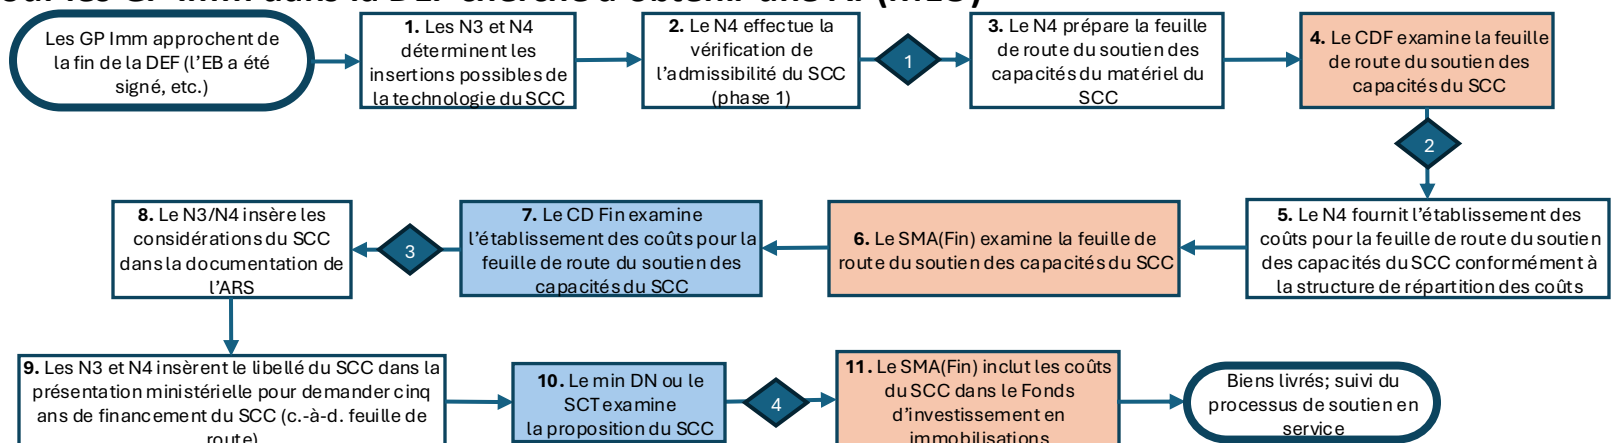 Les GP Imm approchent de
la fin de la DEF (l'EB a été
signé, etc.)
1. Les N3 et N4
déterminent les
insertions possibles de
la technologie du SCC
2. Le N4 effectue la
vérification de
l'admissibilité du SCC
(phase 1)
1
3. Le N4 prépare la feuille
de route du soutien des
capacités du matériel du
SCC
4. Le CDF examine la feuille
de route du soutien des
capacités du SCC
2
5. Le N4 fournit l'établissement des
coûts pour la feuille de route du soutien
des capacités du SCC conformément à
la structure de répartition des coûts
6. Le SMA(Fin) examine la feuille de
route du soutien des capacités du SCC
7. Le CD Fin examine
l'établissement des coûts pour la
feuille de route du soutien des
capacités du SCC
3
8. Le N3/N4 insère les
considérations du SCC
dans la documentation de
l'ARS
9. Les N3 et N4 insèrent le libellé du SCC dans la
présentation ministérielle pour demander cinq
ans de financement du SCC (c.-à-d. feuille de
route)
10. Le min DN ou le
SCT examine
la proposition du SCC
4
11. Le SMA(Fin) inclut les coûts
du SCC dans le Fonds
d'investissement en
immobilisations
Biens livrés; suivi du
processus de soutien en
service